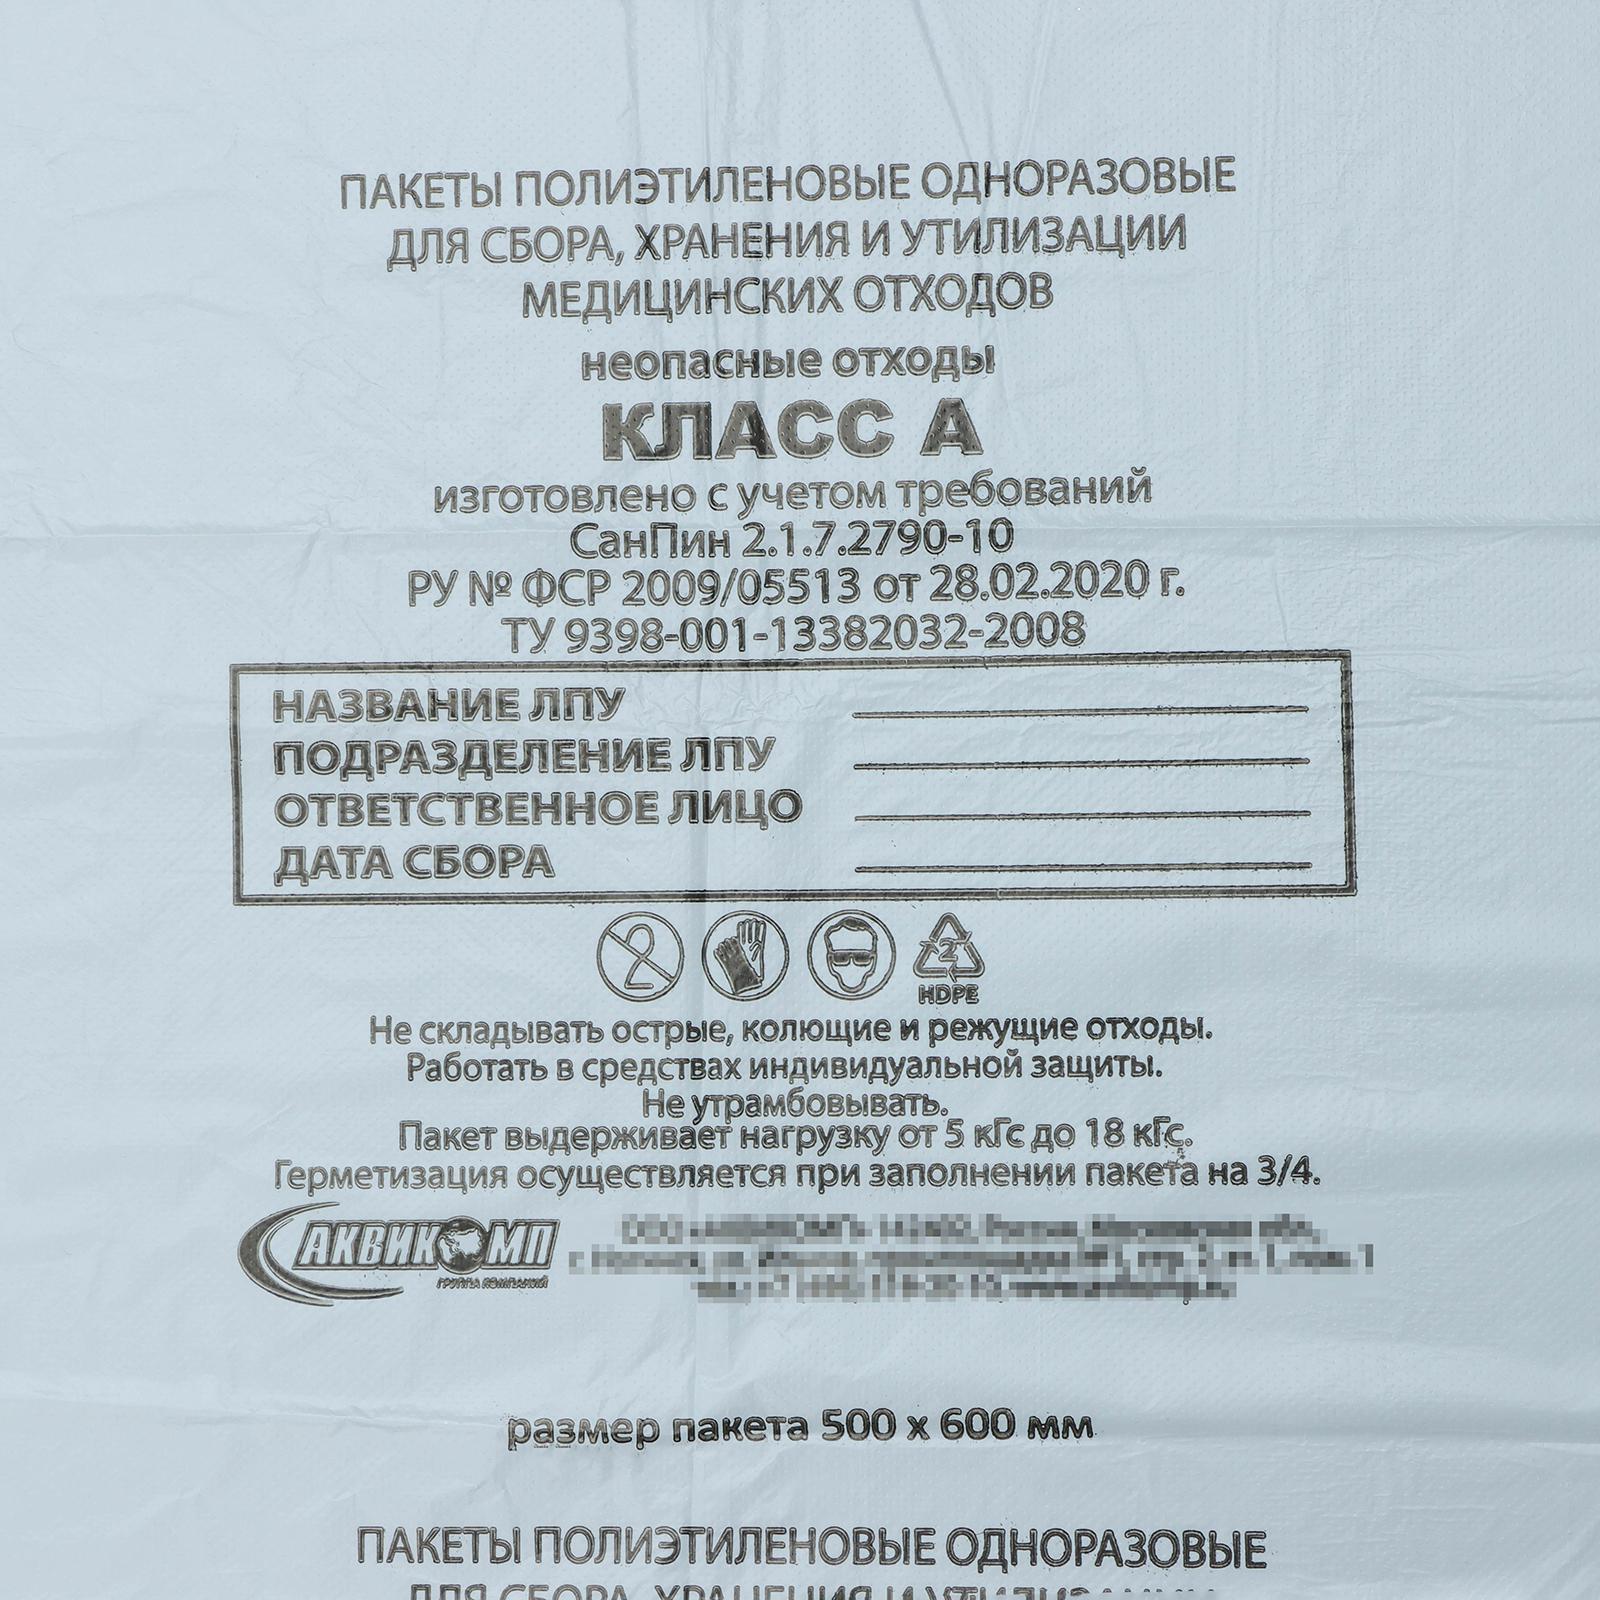 ПАКЕТЫ ПОЛИЭТИЛЕНОВЫЕ ОДНОРАЗОВЫЕ
ДЛЯ СБОРА, ХРАНЕНИЯ И УТИЛИЗАЦИИ
МЕДИЦИНСКИХ ОТХОДОВ
неопасные отходы
КЛАСС А
изготовлено с учетом требований
СанПин 2.1.7.2790-10
РУ № ФСР 2009/05513 от 28.02.2020 г.
ТУ 9398-001-13382032-2008
НАЗВАНИЕ ЛПУ
ПОДРАЗДЕЛЕНИЕ ЛПУ
ОТВЕТСТВЕННОЕ ЛИЦО
ДАТА СБОРА
2
HDPE
Не складывать острые, колющие и режущие отходы.
Работать в средствах индивидуальной защиты.
Не утрамбовывать.
Пакет выдерживает нагрузку от 5 кГс до 18 кГс.
Герметизация осуществляется при заполнении пакета на 3/4.
АКВИКОМП
ГРУППА КОМПАНИЙ
размер пакета 500 х 600 мм
ПАКЕТЫ ПОЛИЭТИЛЕНОВЫЕ ОДНОРАЗОВЫЕ
ДЛЯ СБОРА, ХРАНЕНИЯ И УТИЛИЗАЦИИ